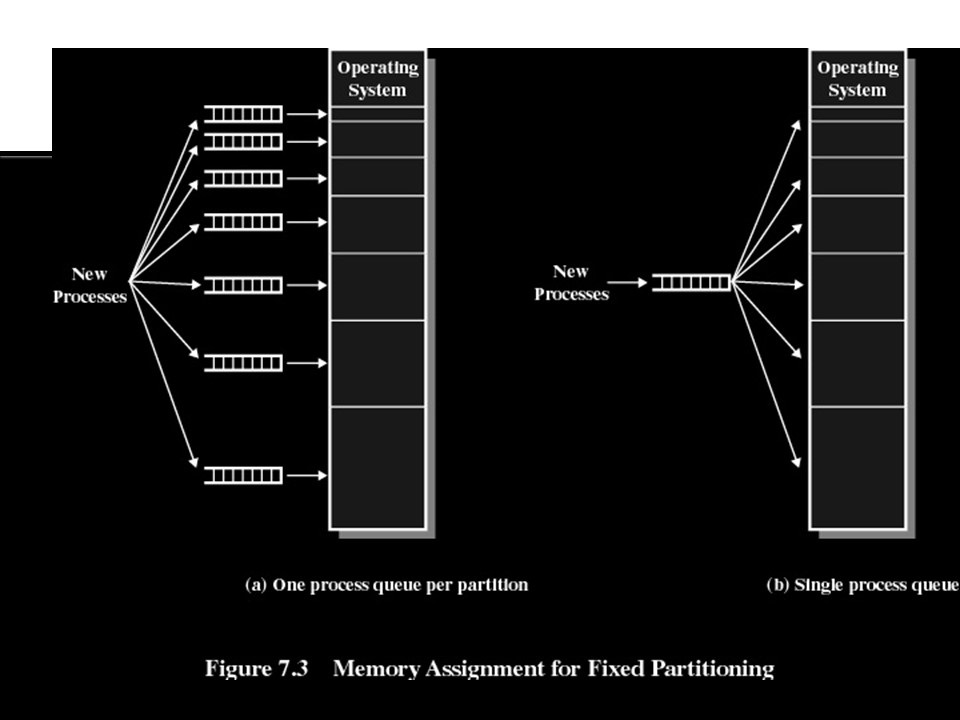 Operating
System
New
Processes
(a) One process queue per partition
Operating
System
New
Processes
(b) Single process queue
Figure 7.3 Memory Assignment for Fixed Partitioning